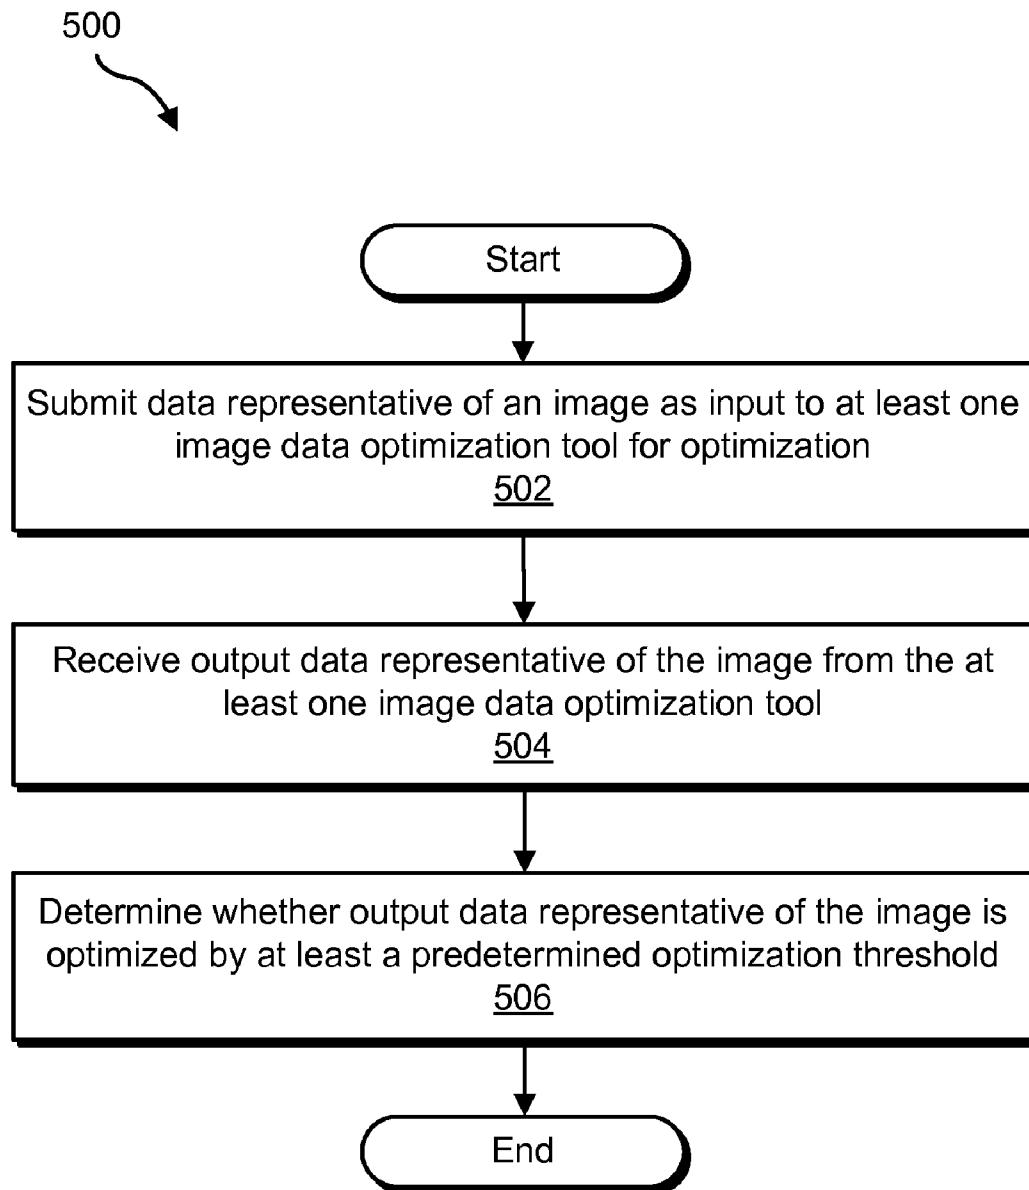 500
Start
Submit data representative of an image as input to at least one
image data optimization tool for optimization
502
Receive output data representative of the image from the at
least one image data optimization tool
504
Determine whether output data representative of the image is
optimized by at least a predetermined optimization threshold
506
End